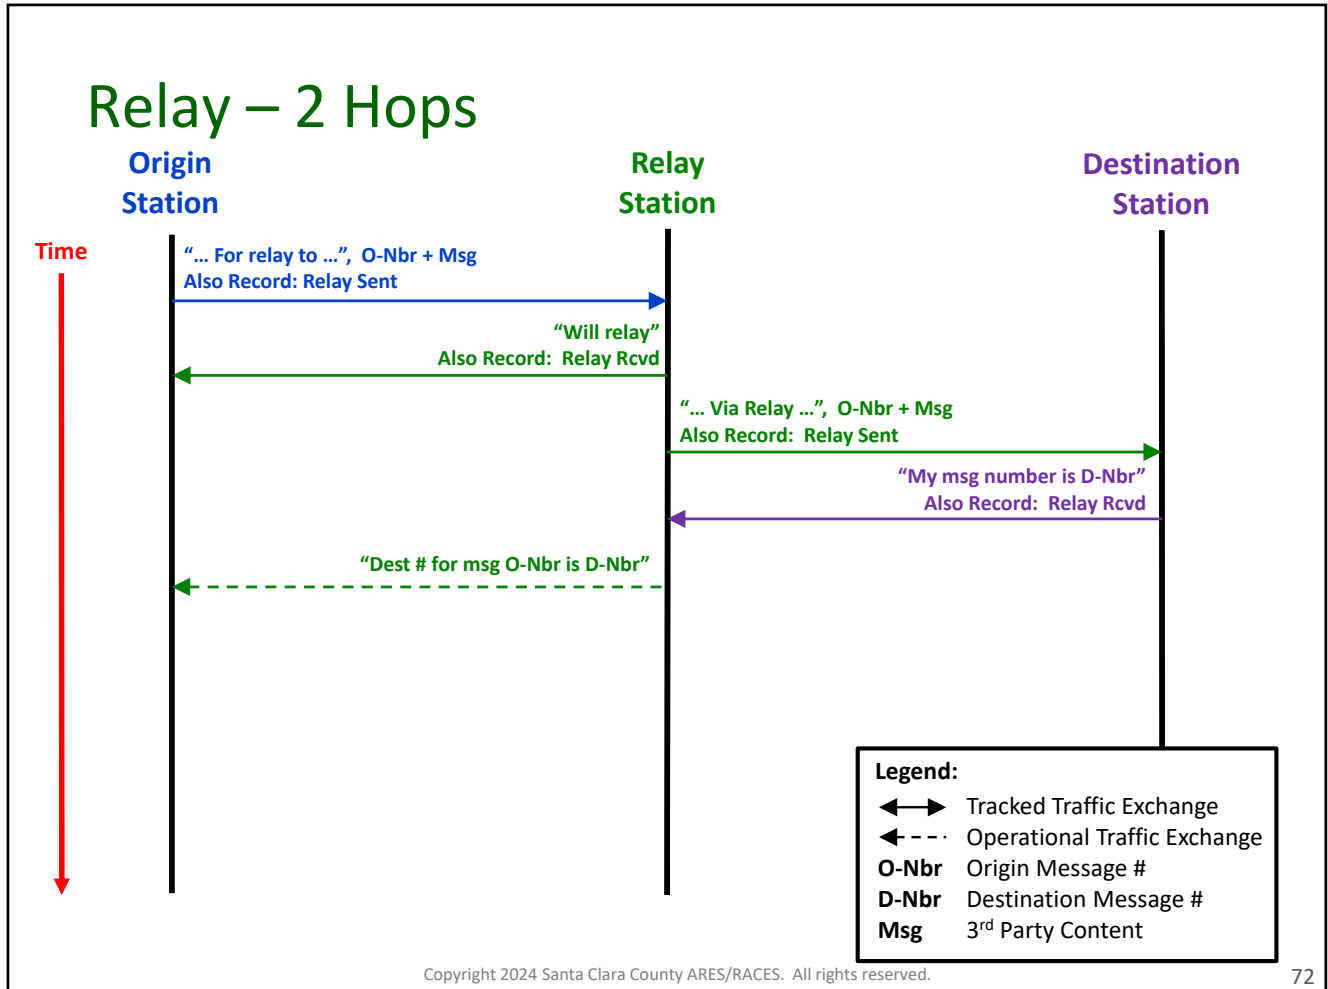 Relay – 2 Hops
Origin
Station
Relay
Station
Destination
Station
Time
“... For relay to ...”,  O-Nbr + Msg
Also Record: Relay Sent
“Will relay”
Also Record:  Relay Rcvd
“... Via Relay ...”,  O-Nbr + Msg
Also Record:  Relay Sent
“My msg number is D-Nbr”
Also Record:  Relay Rcvd
“Dest # for msg O-Nbr is D-Nbr”
Legend:
Tracked Traffic Exchange
Operational Traffic Exchange
O-Nbr Origin Message #
D-Nbr Destination Message #
Msg 3rd Party Content
Copyright 2024 Santa Clara County ARES/RACES.  All rights reserved.
72